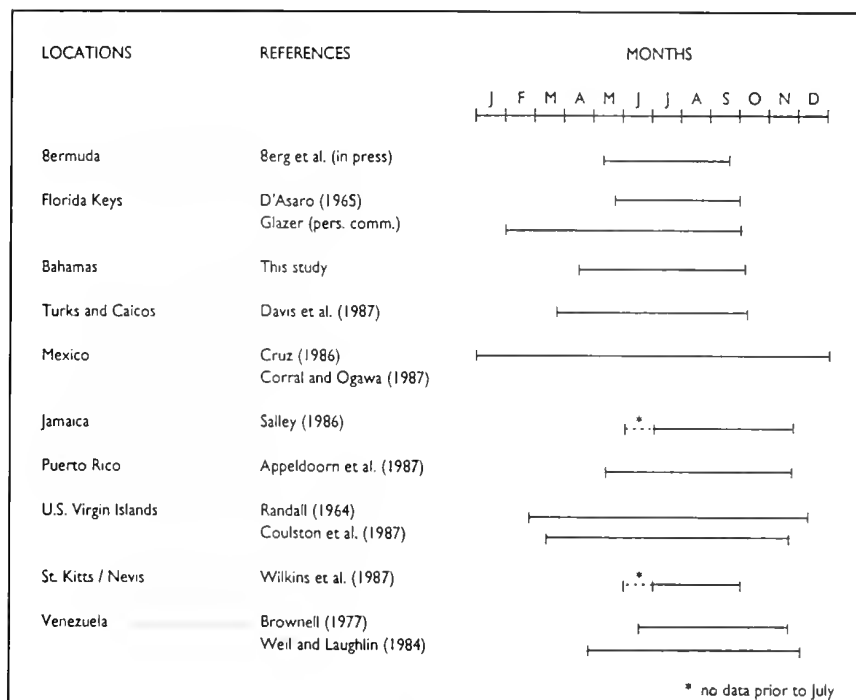 LOCATIONS REFERENCES MONTHS
J F M A M J J A S O N D
Bermuda Berg et al. (in press)
Florida Keys D'Asaro (1965)
Glazer (pers. comm.)
Bahamas This study
Turks and Caicos Davis et al. (1987)
Mexico Cruz (1986)
Corral and Ogawa (1987)
*
Jamaica Salley (1986)
Puerto Rico Appeldoorn et al. (1987)
U.S. Virgin Islands Randall (1964)
Coulston et al. (1987)
*
St. Kitts / Nevis Wilkins et al. (1987)
Venezuela Brownell (1977)
Weil and Laughlin (1984)
* no data prior to July